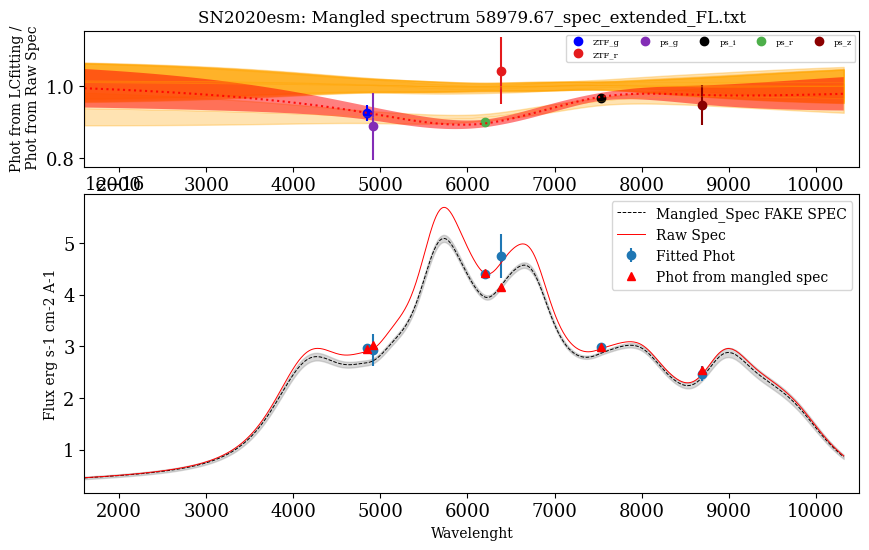 SN2020esm: Mangled spectrum 58979.67_spec_extended_FL.txt
Phot from LCfitting /
Phot from Raw Spec
ZTF_g ps_g ps_i ps_r ps_z
ZTF_r
1.0
0.8
2000 3000 4000 5000 6000 7000 8000 9000 10000
1e−16
Mangled_Spec FAKE SPEC
Raw Spec
Fitted Phot
Phot from mangled spec
Flux erg s-1 cm-2 A-1
5
4
3
2
1
2000 3000 4000 5000 6000 7000 8000 9000 10000
Wavelenght